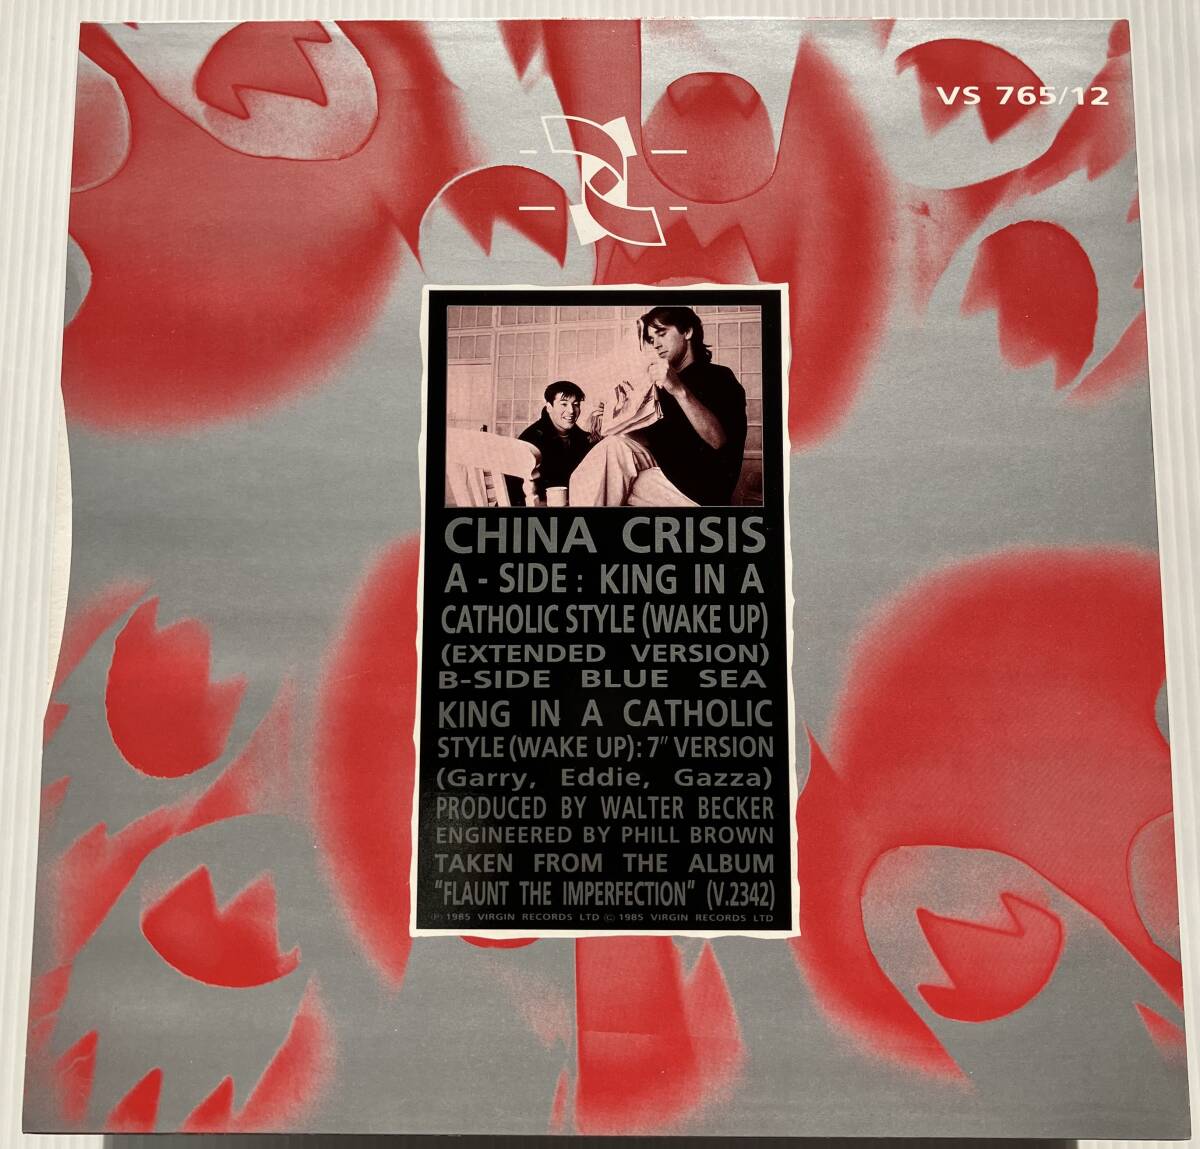 VS 765/12
CHINA CRISIS
A - SIDE : KING IN A
CATHOLIC STYLE (WAKE UP)
(EXTENDED VERSION)
B-SIDE BLUE SEA
KING IN A CATHOLIC
STYLE (WAKE UP): 7" VERSION
(Garry, Eddie, Gazza)
PRODUCED BY WALTER BECKER
ENGINEERED BY PHILL BROWN
TAKEN FROM THE ALBUM
"FLAUNT THE IMPERFECTION" (V.2342)
Ⓟ 1985 VIRGIN RECORDS LTD © 1985 VIRGIN RECORDS LTD